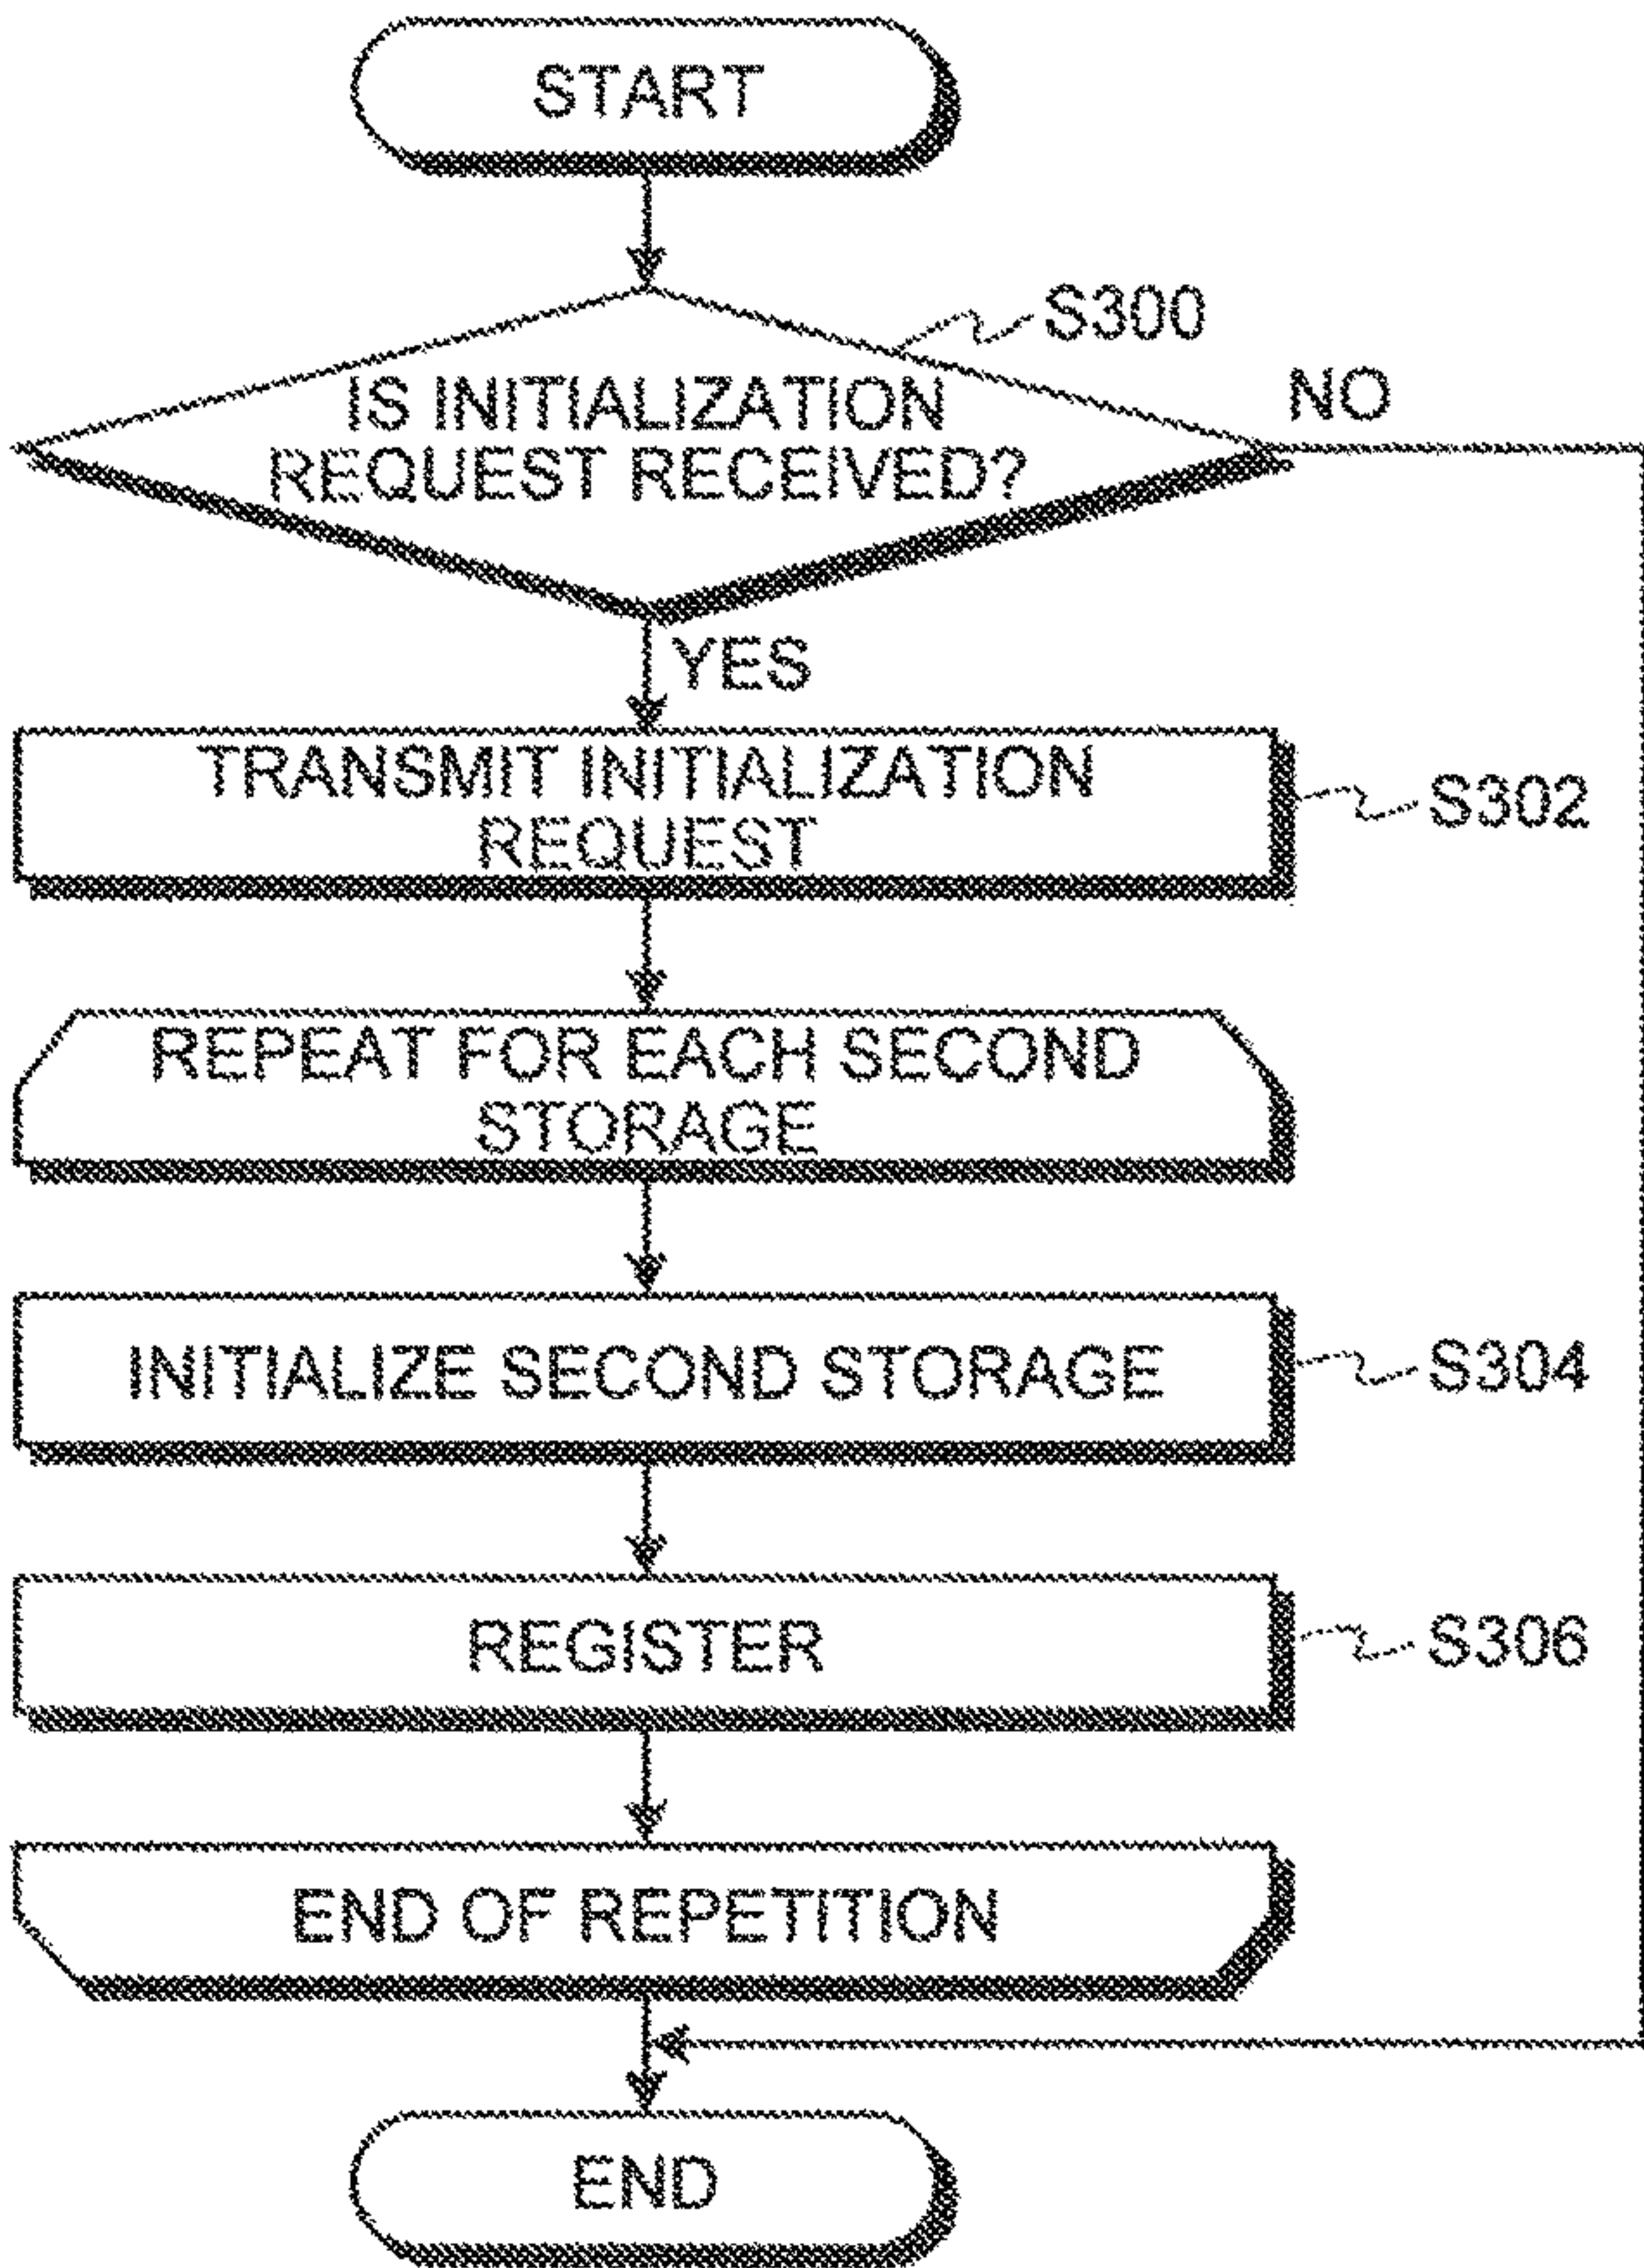 START
S300
IS INITIALIZATION
REQUEST RECEIVED?
NO
YES
TRANSMIT INITIALIZATION
REQUEST
S302
REPEAT FOR EACH SECOND
STORAGE
INITIALIZE SECOND STORAGE
S304
REGISTER
S306
END OF REPETITION
END